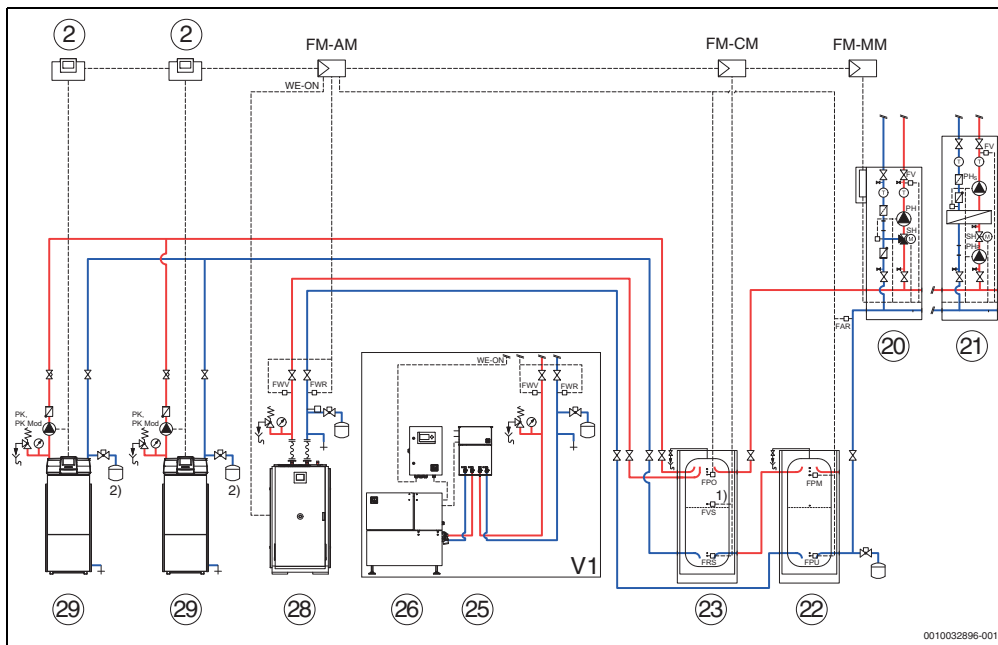 2
2
FM-AM
FM-CM
FM-MM
WE-ON
FV
T
T
PH
SH
M
FV
T
T
PHs
SH
M
FAR
20
21
WE-ON
FWV
FWR
FWV
FWR
PK,
PK Mod
PK,
PK Mod
2)
2)
FPO
1)
FVS
FRS
FPM
FPU
V1
29
29
28
26
25
23
22
0010032896-001